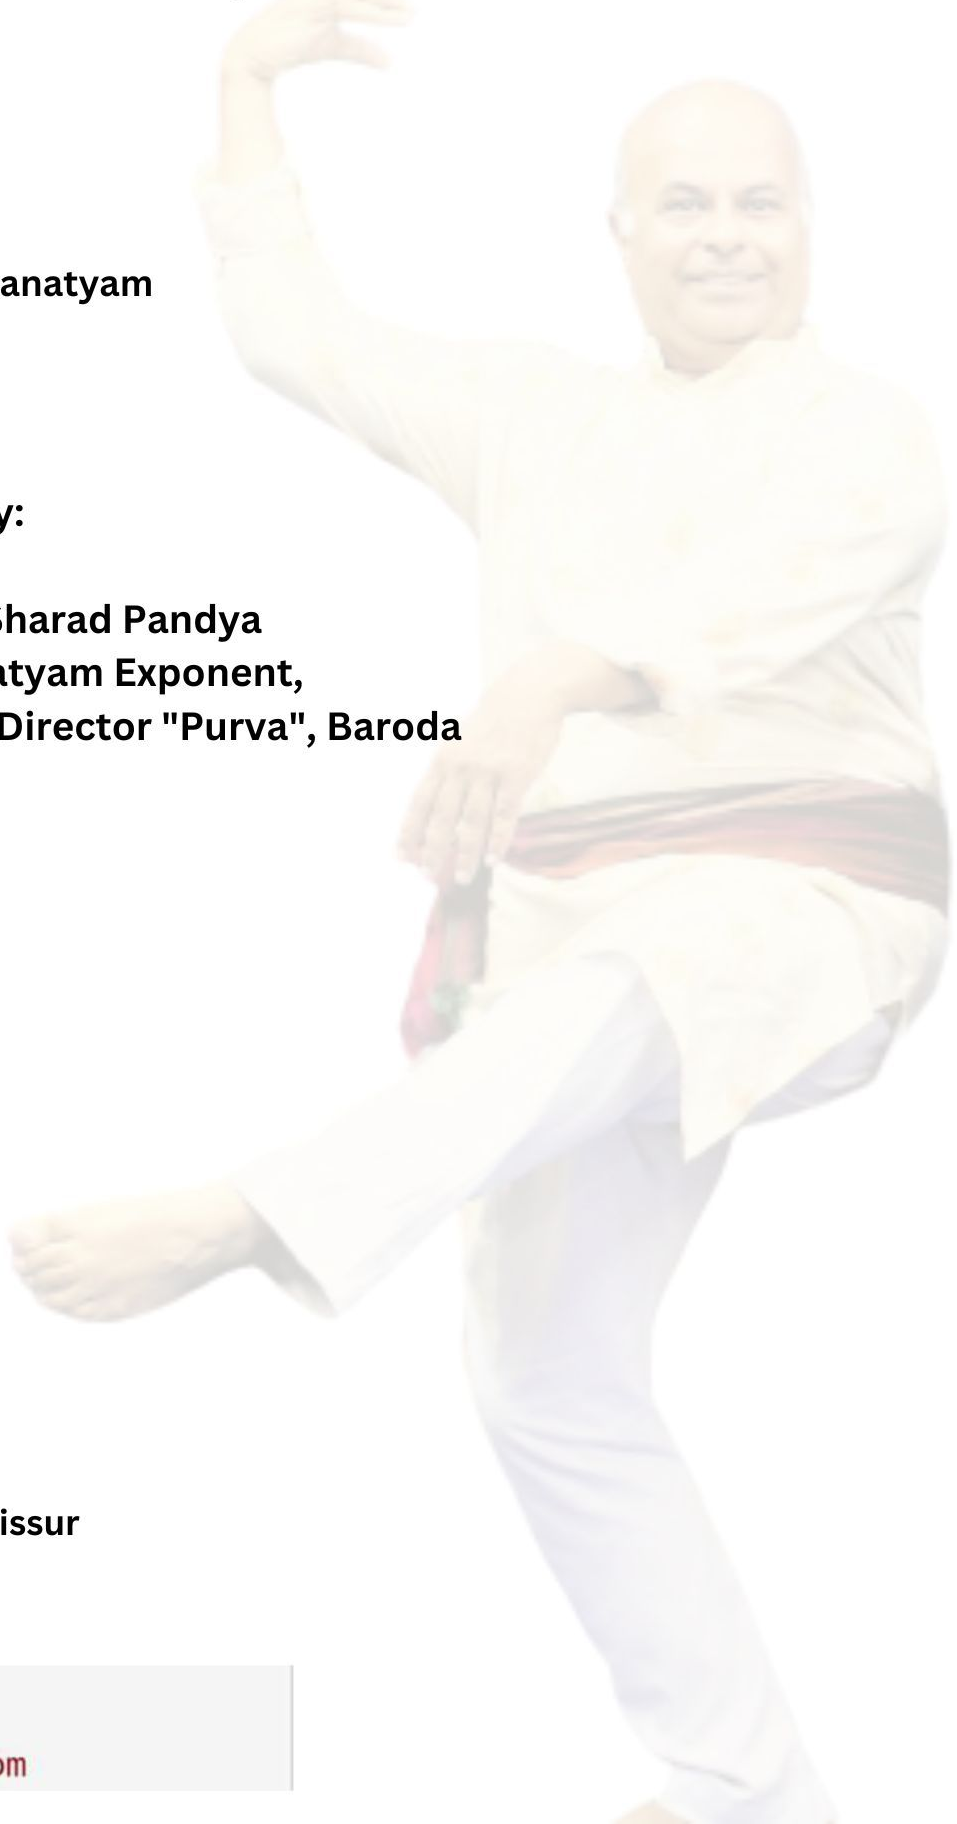 anatyam
y:
Sharad Pandya
atyam Exponent,
Director "Purva", Baroda
issur
om